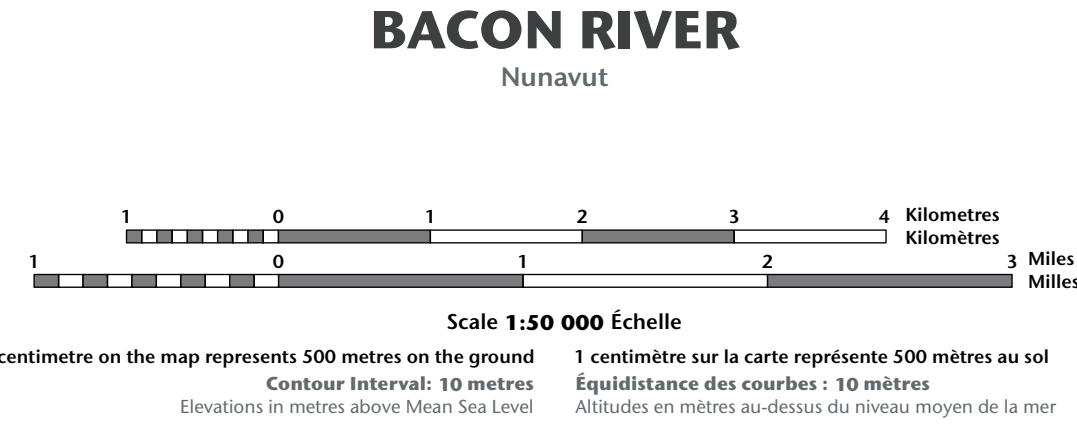 BACON RIVER
Nunavut
1 0 1 2 3 4 Kilometres
Kilomètres
1 0 1 2 3 Miles
Milles
Scale 1:50 000 Échelle
centimetre on the map represents 500 metres on the ground 1 centimètre sur la carte représente 500 mètres au sol
Contour Interval: 10 metres Équidistance des courbes : 10 mètres
Elevations in metres above Mean Sea Level Altitudes en mètres au-dessus du niveau moyen de la mer